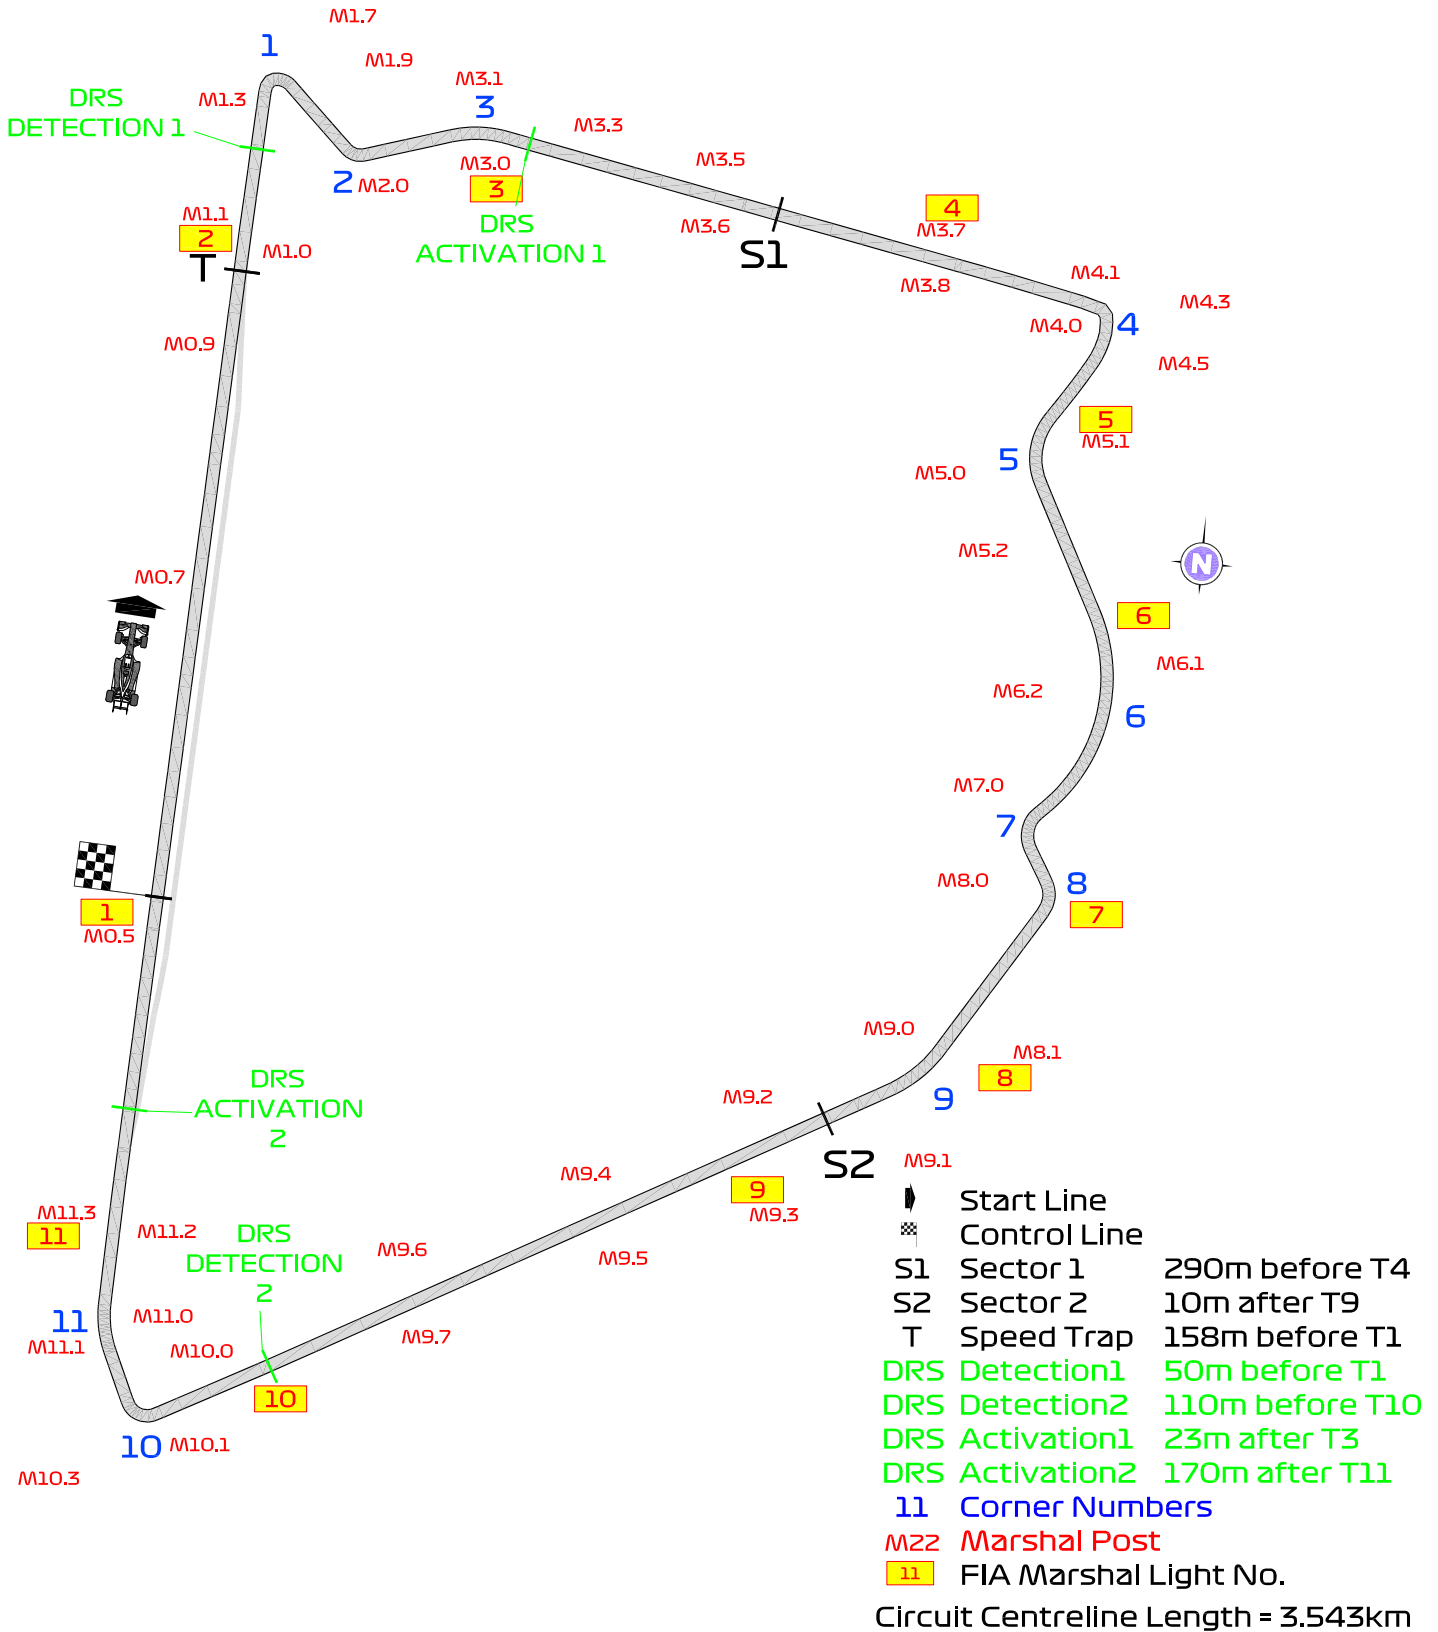 M1.7
1
M1.9
M3.1
DRS
DETECTION 1
M1.3
3
M3.3
M3.5
M3.0
2
M2.0
3
DRS
ACTIVATION 1
M3.6
S1
4
M3.7
M3.8
M1.1
2
T
M1.0
M4.1
M4.3
M4.0
4
M4.5
M0.9
5
M5.1
5
M5.0
M5.2
N
M0.7
6
M6.1
M6.2
6
M7.0
7
M8.0
8
7
1
M0.5
M9.0
M8.1
8
9
DRS
ACTIVATION
2
M9.2
S2
M9.1
M9.4
9
M9.3
M11.3
11
M11.2
DRS
DETECTION
2
M9.6
M9.5
11
M11.0
M11.1
M10.0
M9.7
10
10
M10.1
M10.3
Start Line
Control Line
S1 Sector 1 290m before T4
S2 Sector 2 10m after T9
T Speed Trap 158m before T1
DRS Detection1 50m before T1
DRS Detection2 110m before T10
DRS Activation1 23m after T3
DRS Activation2 170m after T11
11 Corner Numbers
M22 Marshal Post
11 FIA Marshal Light No.
Circuit Centreline Length = 3.543km